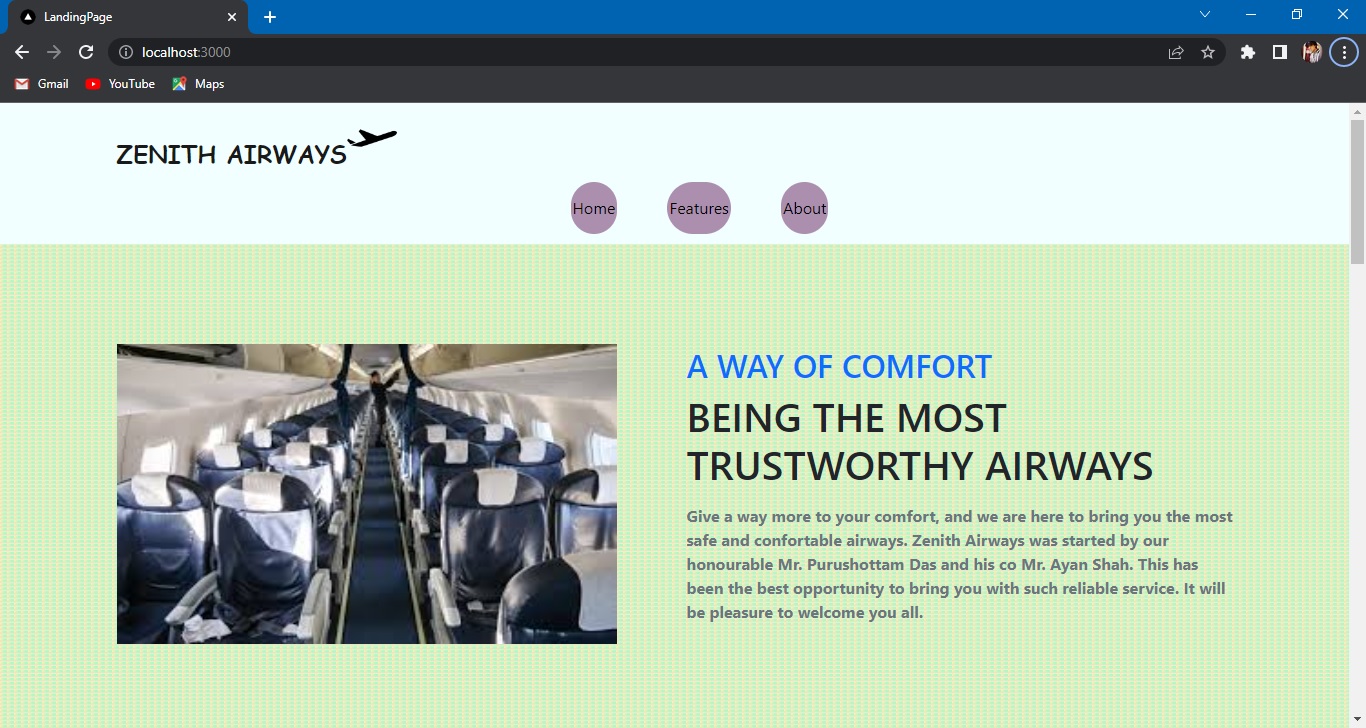 LandingPage
localhost:3000
Gmail YouTube Maps
ZENITH AIRWAYS
Home Features About
A WAY OF COMFORT
BEING THE MOST
TRUSTWORTHY AIRWAYS
Give a way more to your comfort, and we are here to bring you the most
safe and confortable airways. Zenith Airways was started by our
honourable Mr. Purushottam Das and his co Mr. Ayan Shah. This has
been the best opportunity to bring you with such reliable service. It will
be pleasure to welcome you all.